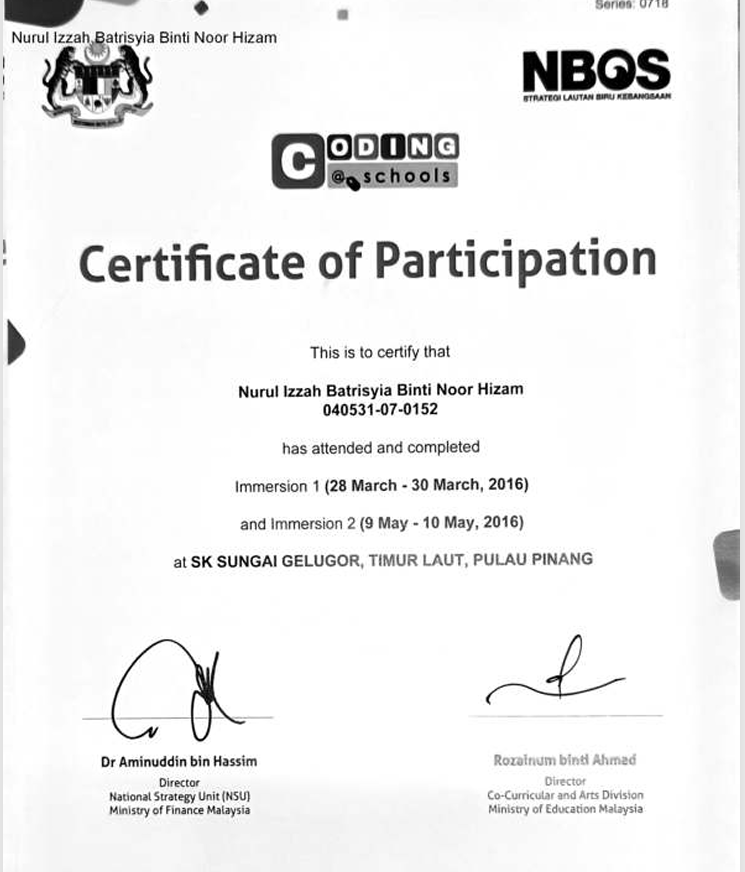 Series: 0718
Nurul Izzah Batrisyia Binti Noor Hizam
NBOS
STRATEGI LAUTAN BIRU KEBANGSAAN
CODING
@schools
Certificate of Participation
This is to certify that
Nurul Izzah Batrisyia Binti Noor Hizam
040531-07-0152
has attended and completed
Immersion 1 (28 March - 30 March, 2016)
and Immersion 2 (9 May - 10 May, 2016)
at SK SUNGAI GELUGOR, TIMUR LAUT, PULAU PINANG
Dr Aminuddin bin Hassim
Director
National Strategy Unit (NSU)
Ministry of Finance Malaysia
Rozainum binti Ahmad
Director
Co-Curricular and Arts Division
Ministry of Education Malaysia